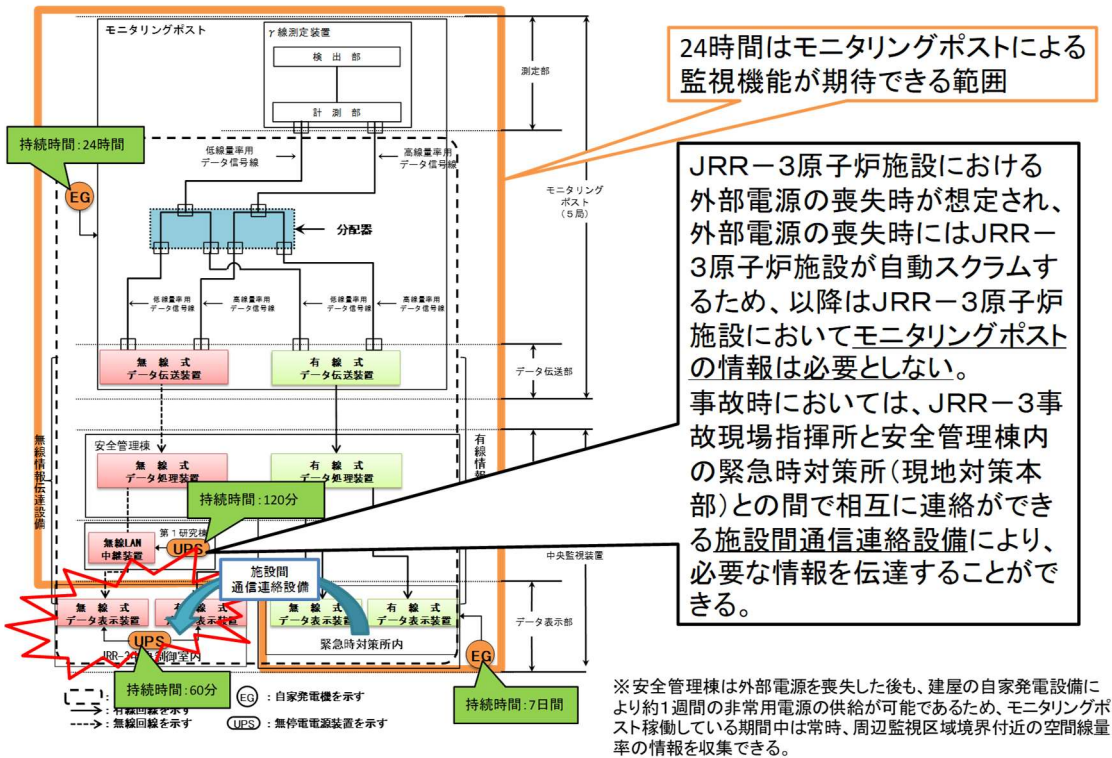 モニタリングポスト
γ線測定装置
検出部
計測部
測定部
24時間はモニタリングポストによる
監視機能が期待できる範囲
持続時間：24時間
EG
低線量率用
データ信号線
高線量率用
データ信号線
モニタリング
ポスト
（5局）
分配器
低線量率用
データ信号線
高線量率用
データ信号線
低線量率用
データ信号線
高線量率用
データ信号線
無線式
データ伝送装置
有線式
データ伝送装置
データ伝送部
無線情報伝達設備
有線情報
安全管理棟
無線式
データ処理装置
有線式
データ処理装置
持続時間：120分
第1研究棟
無線LAN
中継装置
UPS
中央監視装置
施設間
通信連絡設備
無線式
データ表示装置
有線式
データ表示装置
無線式
データ表示装置
有線式
データ表示装置
データ表示部
UPS
緊急時対策所内
EG
制御室内
持続時間：60分
持続時間：7日間
：有線回線を示す
：無線回線を示す
EG：自家発電機を示す
UPS：無停電電源装置を示す
JRR－3原子炉施設における
外部電源の喪失時が想定され、
外部電源の喪失時にはJRR－
3原子炉施設が自動スクラムす
るため、以降はJRR－3原子炉
施設においてモニタリングポスト
の情報は必要としない。
事故時においては、JRR－3事
故現場指揮所と安全管理棟内
の緊急時対策所（現地対策本
部）との間で相互に連絡ができ
る施設間通信連絡設備により、
必要な情報を伝達することがで
きる。
※安全管理棟は外部電源を喪失した後も、建屋の自家発電設備に
より約1週間の非常用電源の供給が可能であるため、モニタリングポ
スト稼働している期間中は常時、周辺監視区域境界付近の空間線量
率の情報を収集できる。